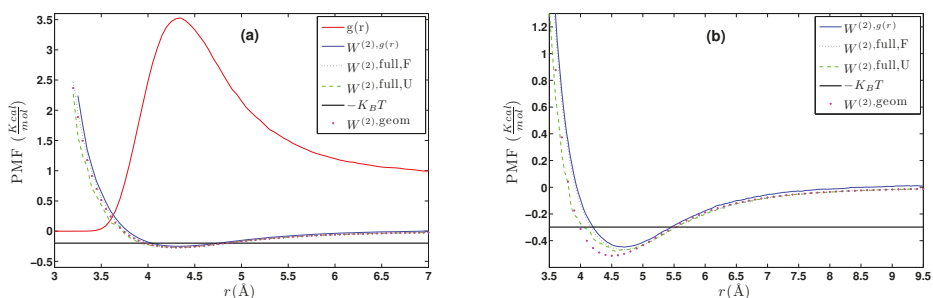 (a)
g(r)
W^{(2),g(r)}
W^{(2)},full,F
W^{(2)},full,U
−K_BT
W^{(2)},geom
PMF (Kcal/mol)
3.5
3
2.5
2
1.5
1
0.5
0
−0.5
3 3.5 4 4.5 5 5.5 6 6.5 7
r(Å)
(b)
W^{(2),g(r)}
W^{(2)},full,F
W^{(2)},full,U
−K_BT
W^{(2)},geom
PMF (Kcal/mol)
1.2
1
0.8
0.6
0.4
0.2
0
−0.2
−0.4
3.5 4 4.5 5 5.5 6 6.5 7 7.5 8 8.5 9 9.5
r(Å)